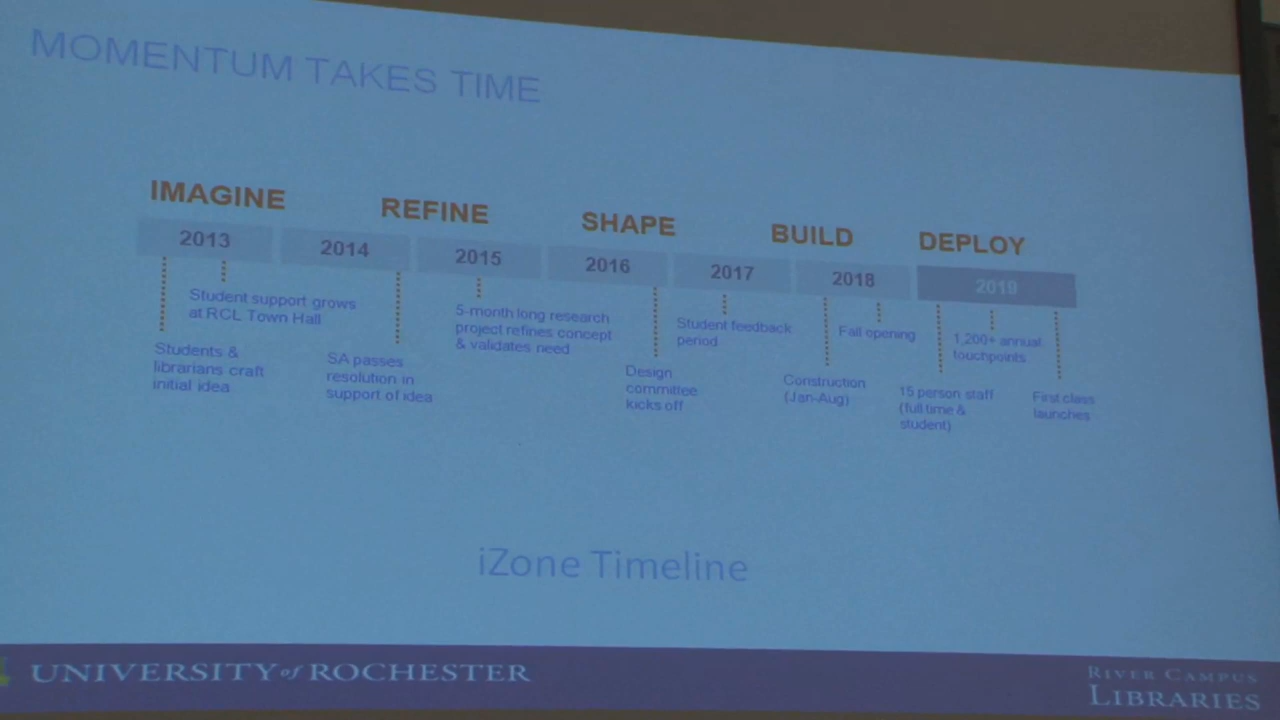 MOMENTUM TAKES TIME
IMAGINE
REFINE
SHAPE
BUILD
DEPLOY
2013
2014
2015
2016
2017
2018
2019
Student support grows
at RCL Town Hall
Students &
librarians craft
initial idea
SA passes
resolution in
support of idea
5-month long research
project refines concept
& validates need
Design
committee
kicks off
Student feedback
period
Construction
(Jan-Aug)
Fall opening
15 person staff
(full time &
student)
1,200+ annual
touchpoints
First class
launches
iZone Timeline
UNIVERSITY of ROCHESTER
RIVER CAMPUS
LIBRARIES